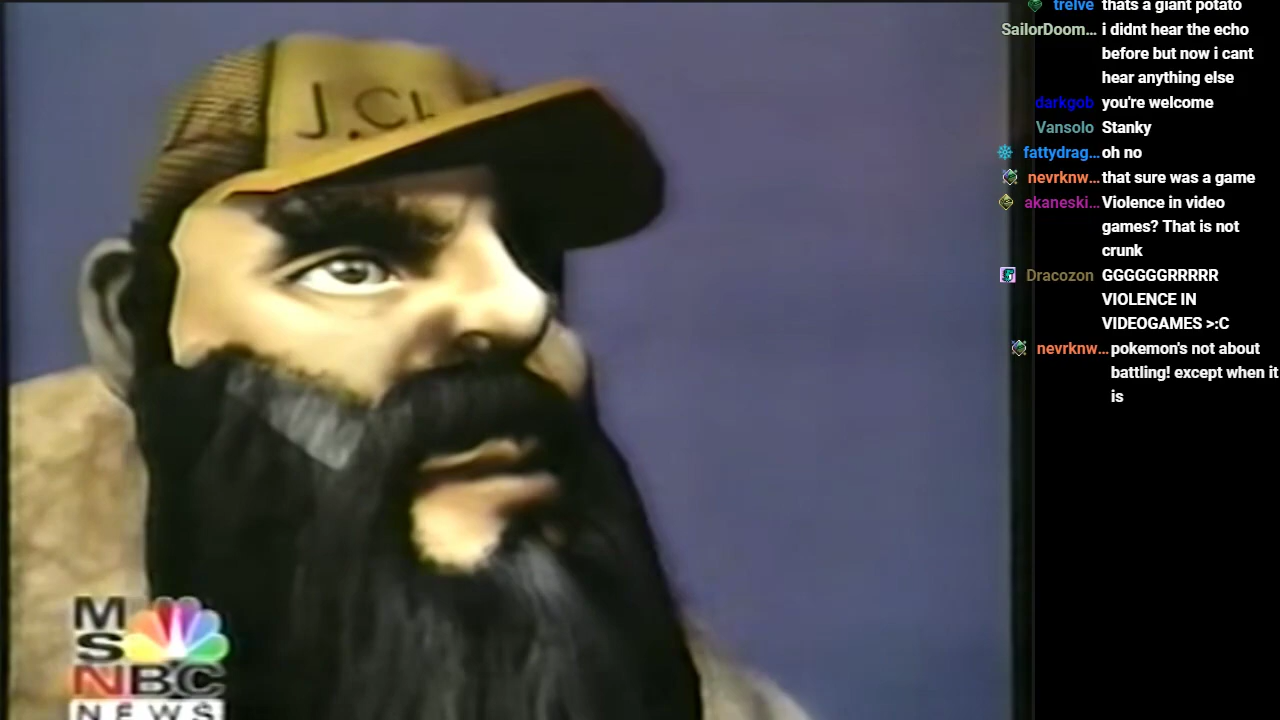 J.CL
trelve thats a giant potato
SailorDoom… i didnt hear the echo
before but now i cant
hear anything else
darkgob you're welcome
Vansolo Stanky
fattydrag… oh no
nevrknw… that sure was a game
akaneski… Violence in video
games? That is not
crunk
Dracozon GGGGGGRRRRR
VIOLENCE IN
VIDEOGAMES >:C
nevrknw… pokemon's not about
battling! except when it
is
M
S
NBC
NEWS